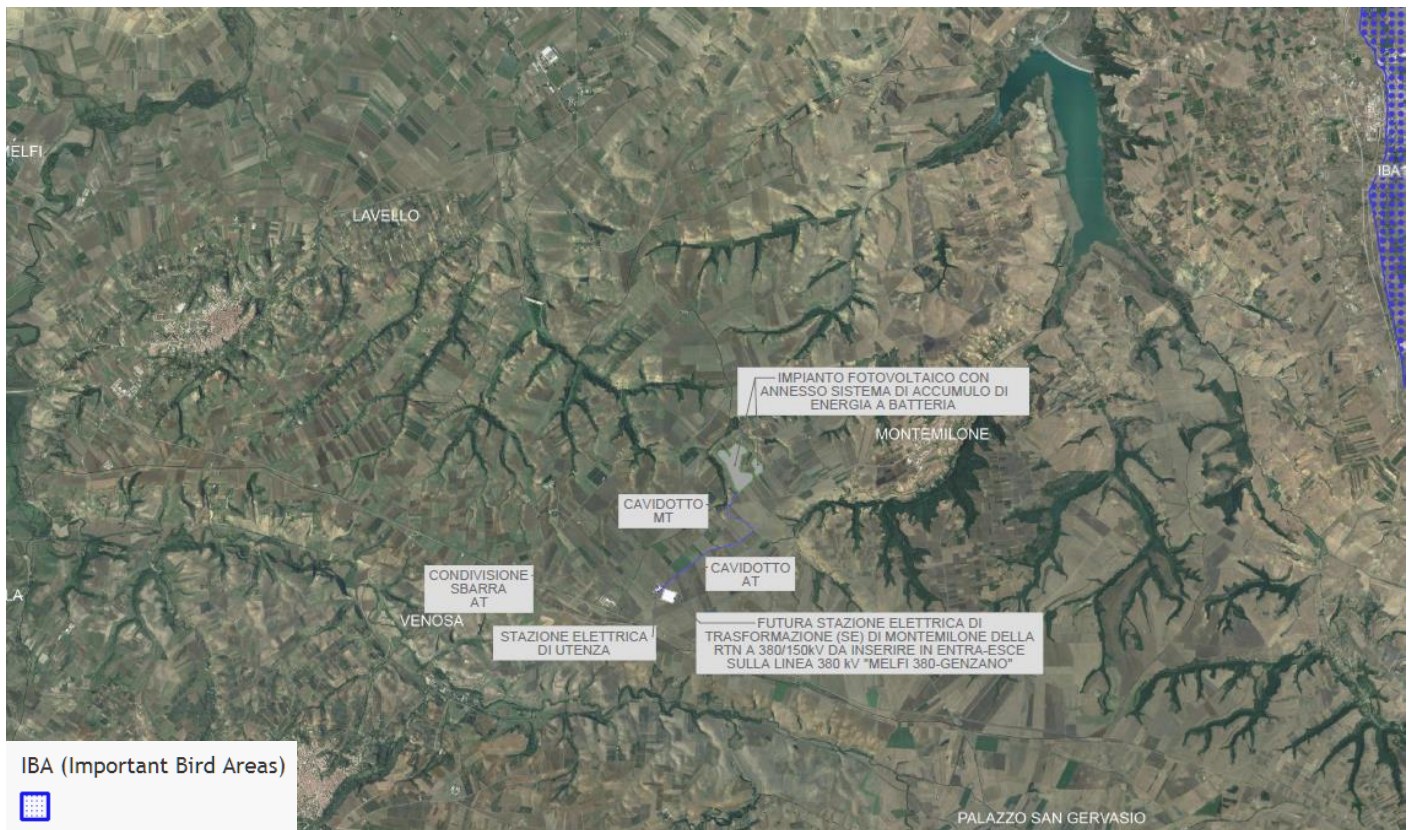 MELFI
LAVELLO
IBA1
IMPIANTO FOTOVOLTAICO CON
ANNESSO SISTEMA DI ACCUMULO DI
ENERGIA A BATTERIA
MONTEMILONE
CAVIDOTTO
MT
CAVIDOTTO
AT
CONDIVISIONE
SBARRA
AT
LA
VENOSA
STAZIONE ELETTRICA
DI UTENZA
FUTURA STAZIONE ELETTRICA DI
TRASFORMAZIONE (SE) DI MONTEMILONE DELLA
RTN A 380/150kV DA INSERIRE IN ENTRA-ESCE
SULLA LINEA 380 kV "MELFI 380-GENZANO"
IBA (Important Bird Areas)
PALAZZO SAN GERVASIO